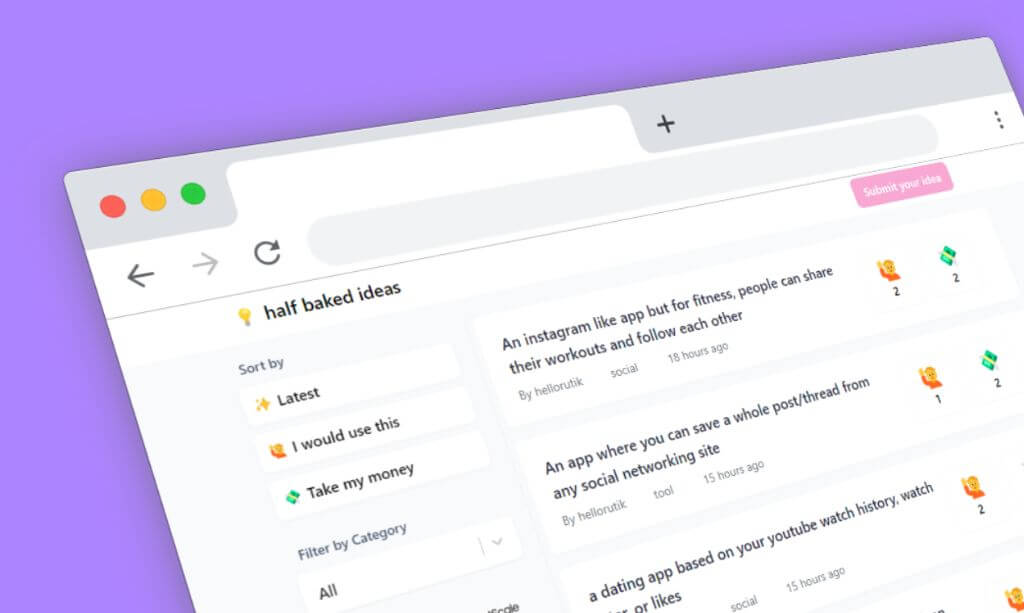 Submit your idea
💡 half baked ideas
Sort by
✨ Latest
🙋 I would use this
💸 Take my money
Filter by Category
All
An instagram like app but for fitness, people can share
their workouts and follow each other
By hellorutik social 18 hours ago
2 2
An app where you can save a whole post/thread from
any social networking site
By hellorutik tool 15 hours ago
1 2
a dating app based on your youtube watch history, watch
or likes
social 15 hours ago
2